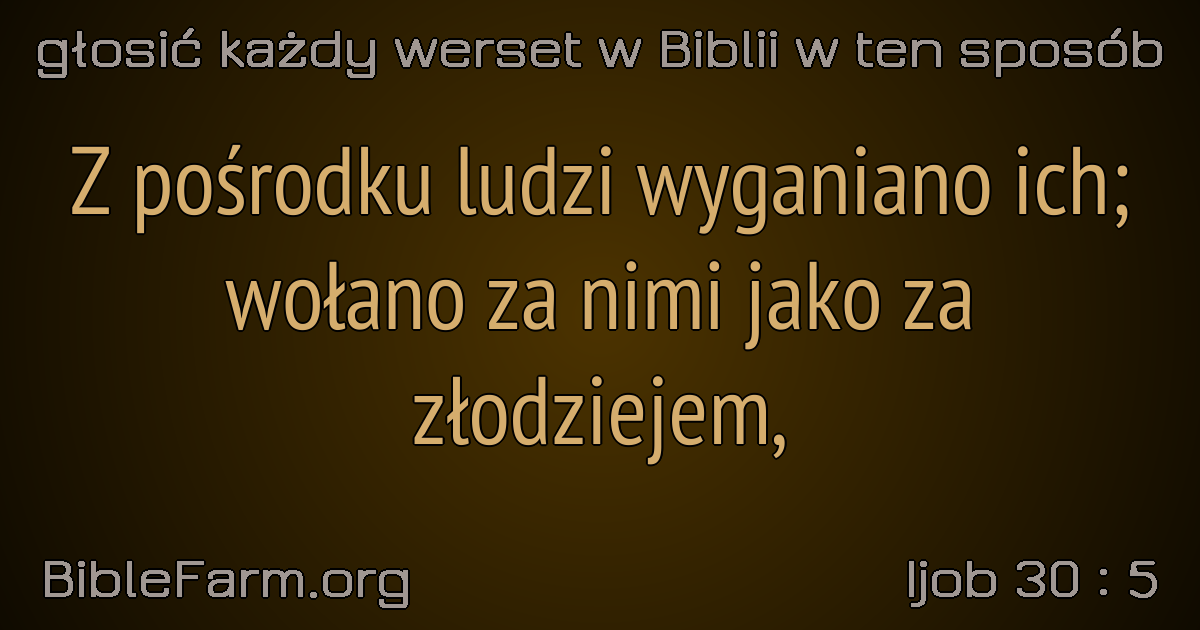 głosić każdy werset w Biblii w ten sposób
Z pośrodku ludzi wyganiano ich;
wołano za nimi jako za
złodziejem,
BibleFarm.org
Ijob 30 : 5